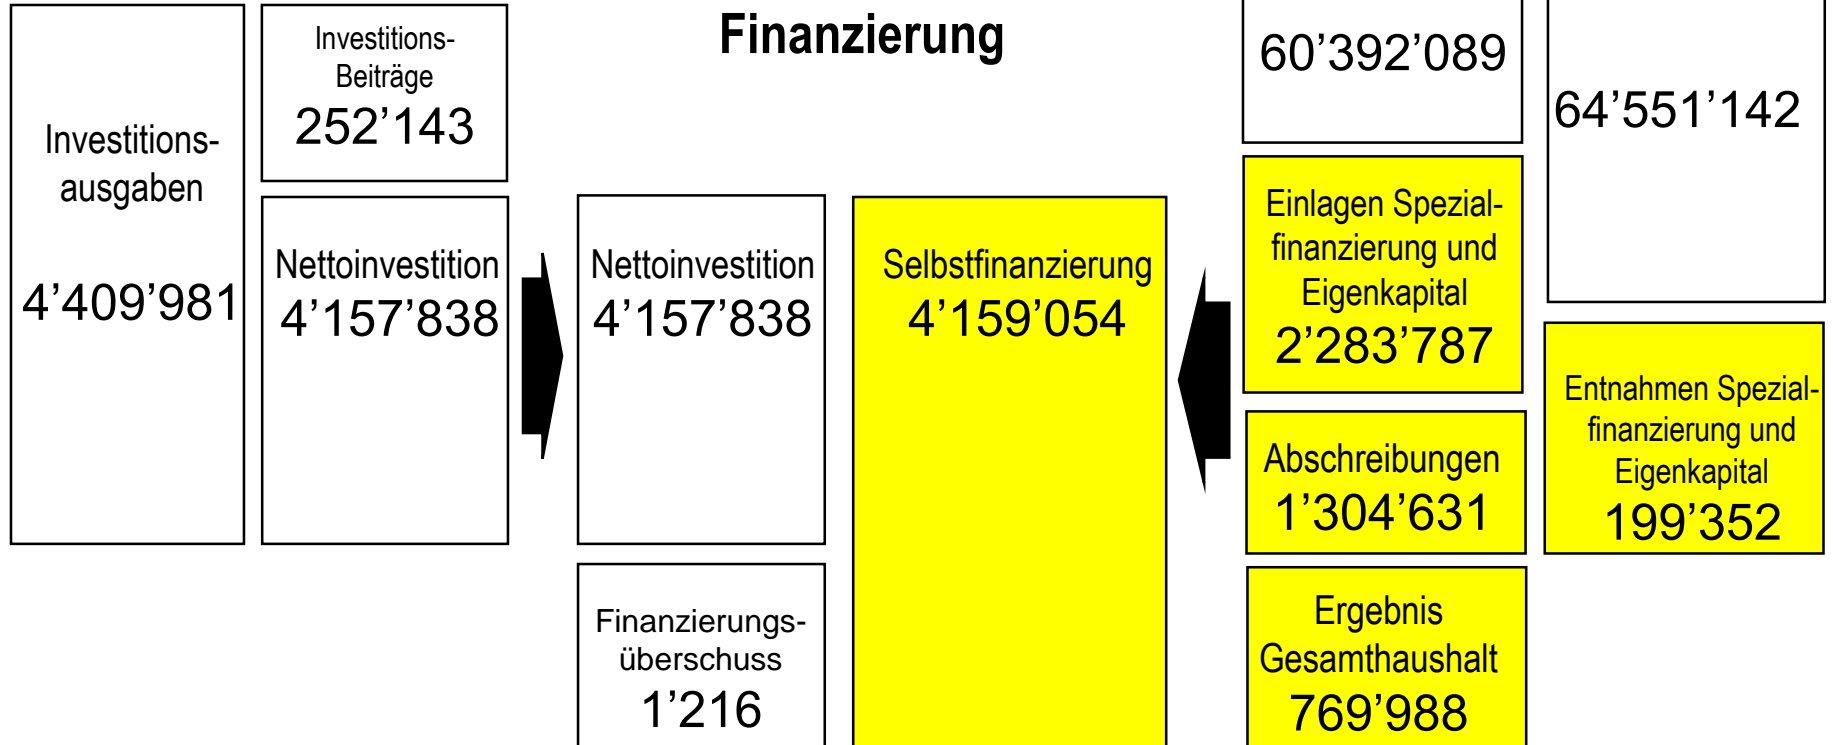 Finanzierung
Investitions-
ausgaben
4’409’981
Investitions-
Beiträge
252’143
Nettoinvestition
4’157’838
Nettoinvestition
4’157’838
Finanzierungs-
überschuss
1’216
Selbstfinanzierung
4’159’054
60’392’089
Einlagen Spezial-
finanzierung und
Eigenkapital
2’283’787
Abschreibungen
1’304’631
Ergebnis
Gesamthaushalt
769’988
64’551’142
Entnahmen Spezial-
finanzierung und
Eigenkapital
199’352